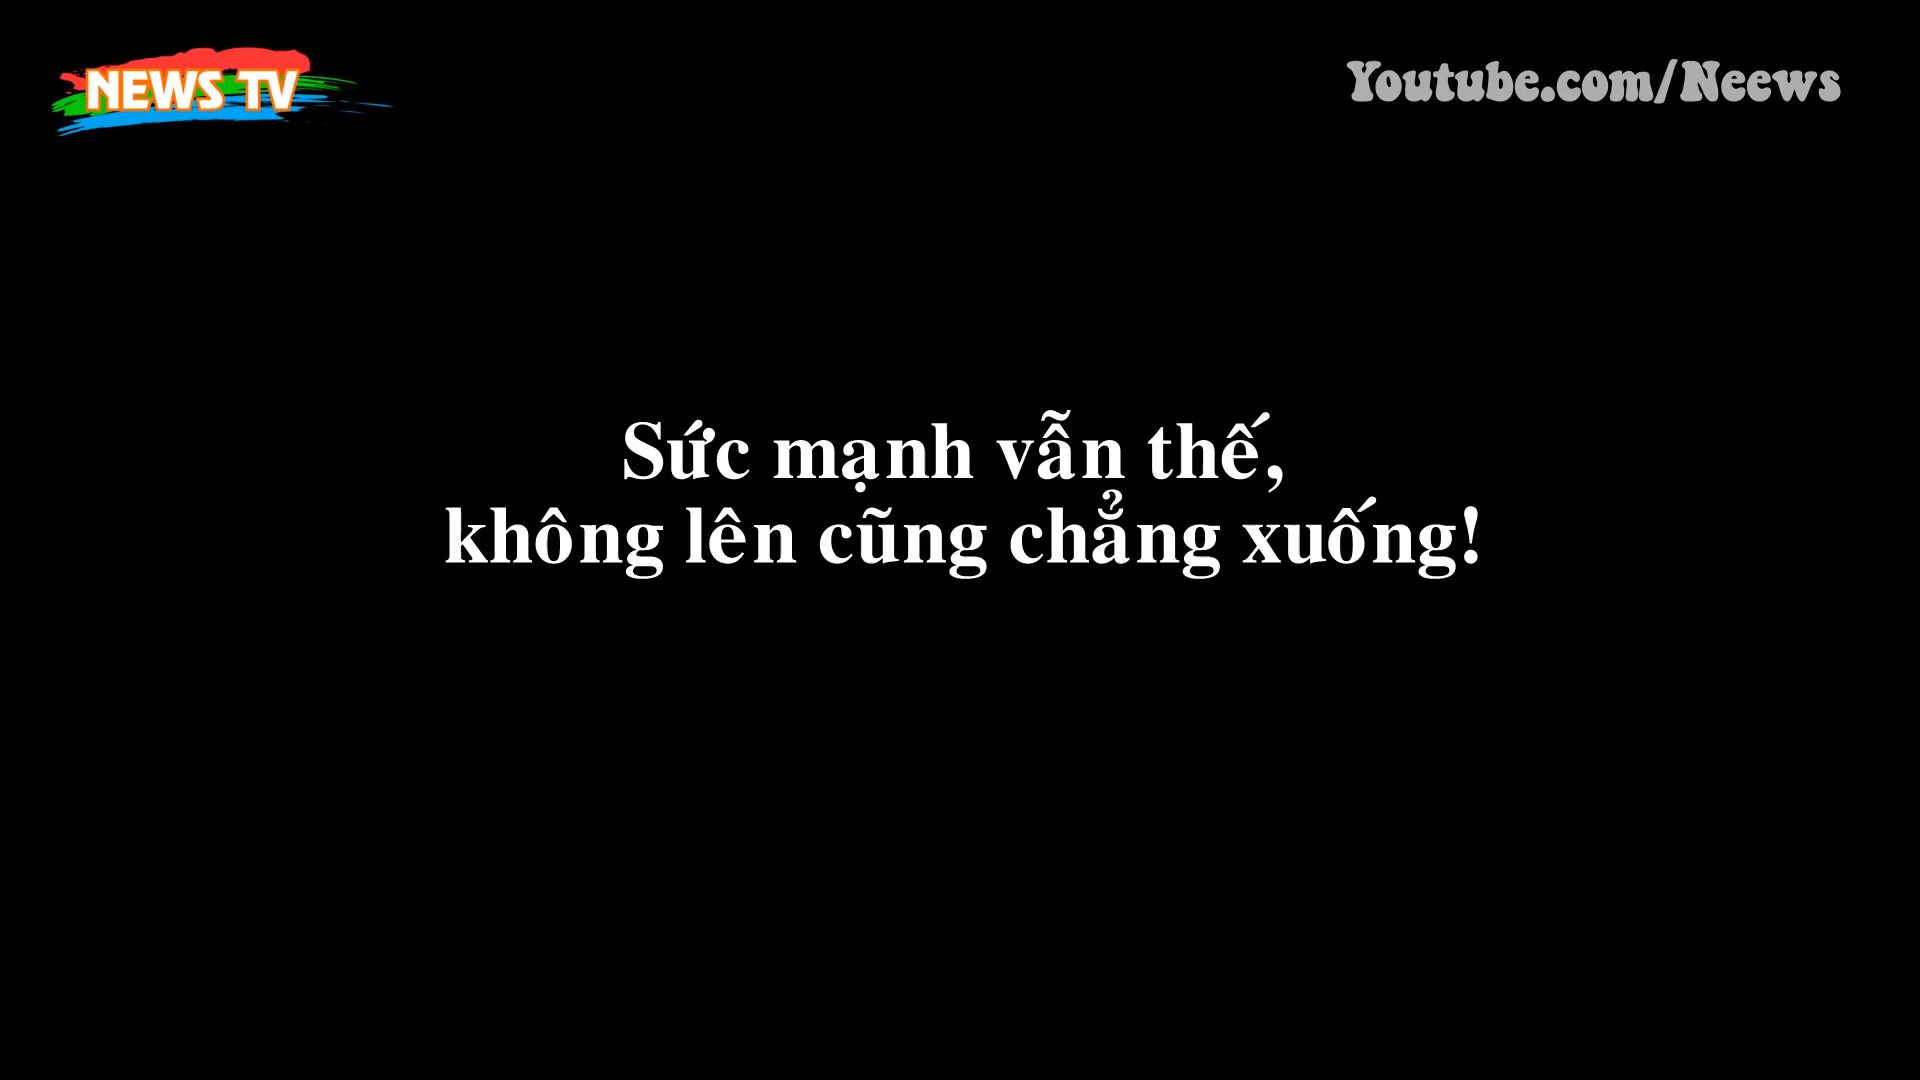 NEWS TV
Youtube.com/Neews
Sức mạnh vẫn thế,
không lên cũng chẳng xuống!